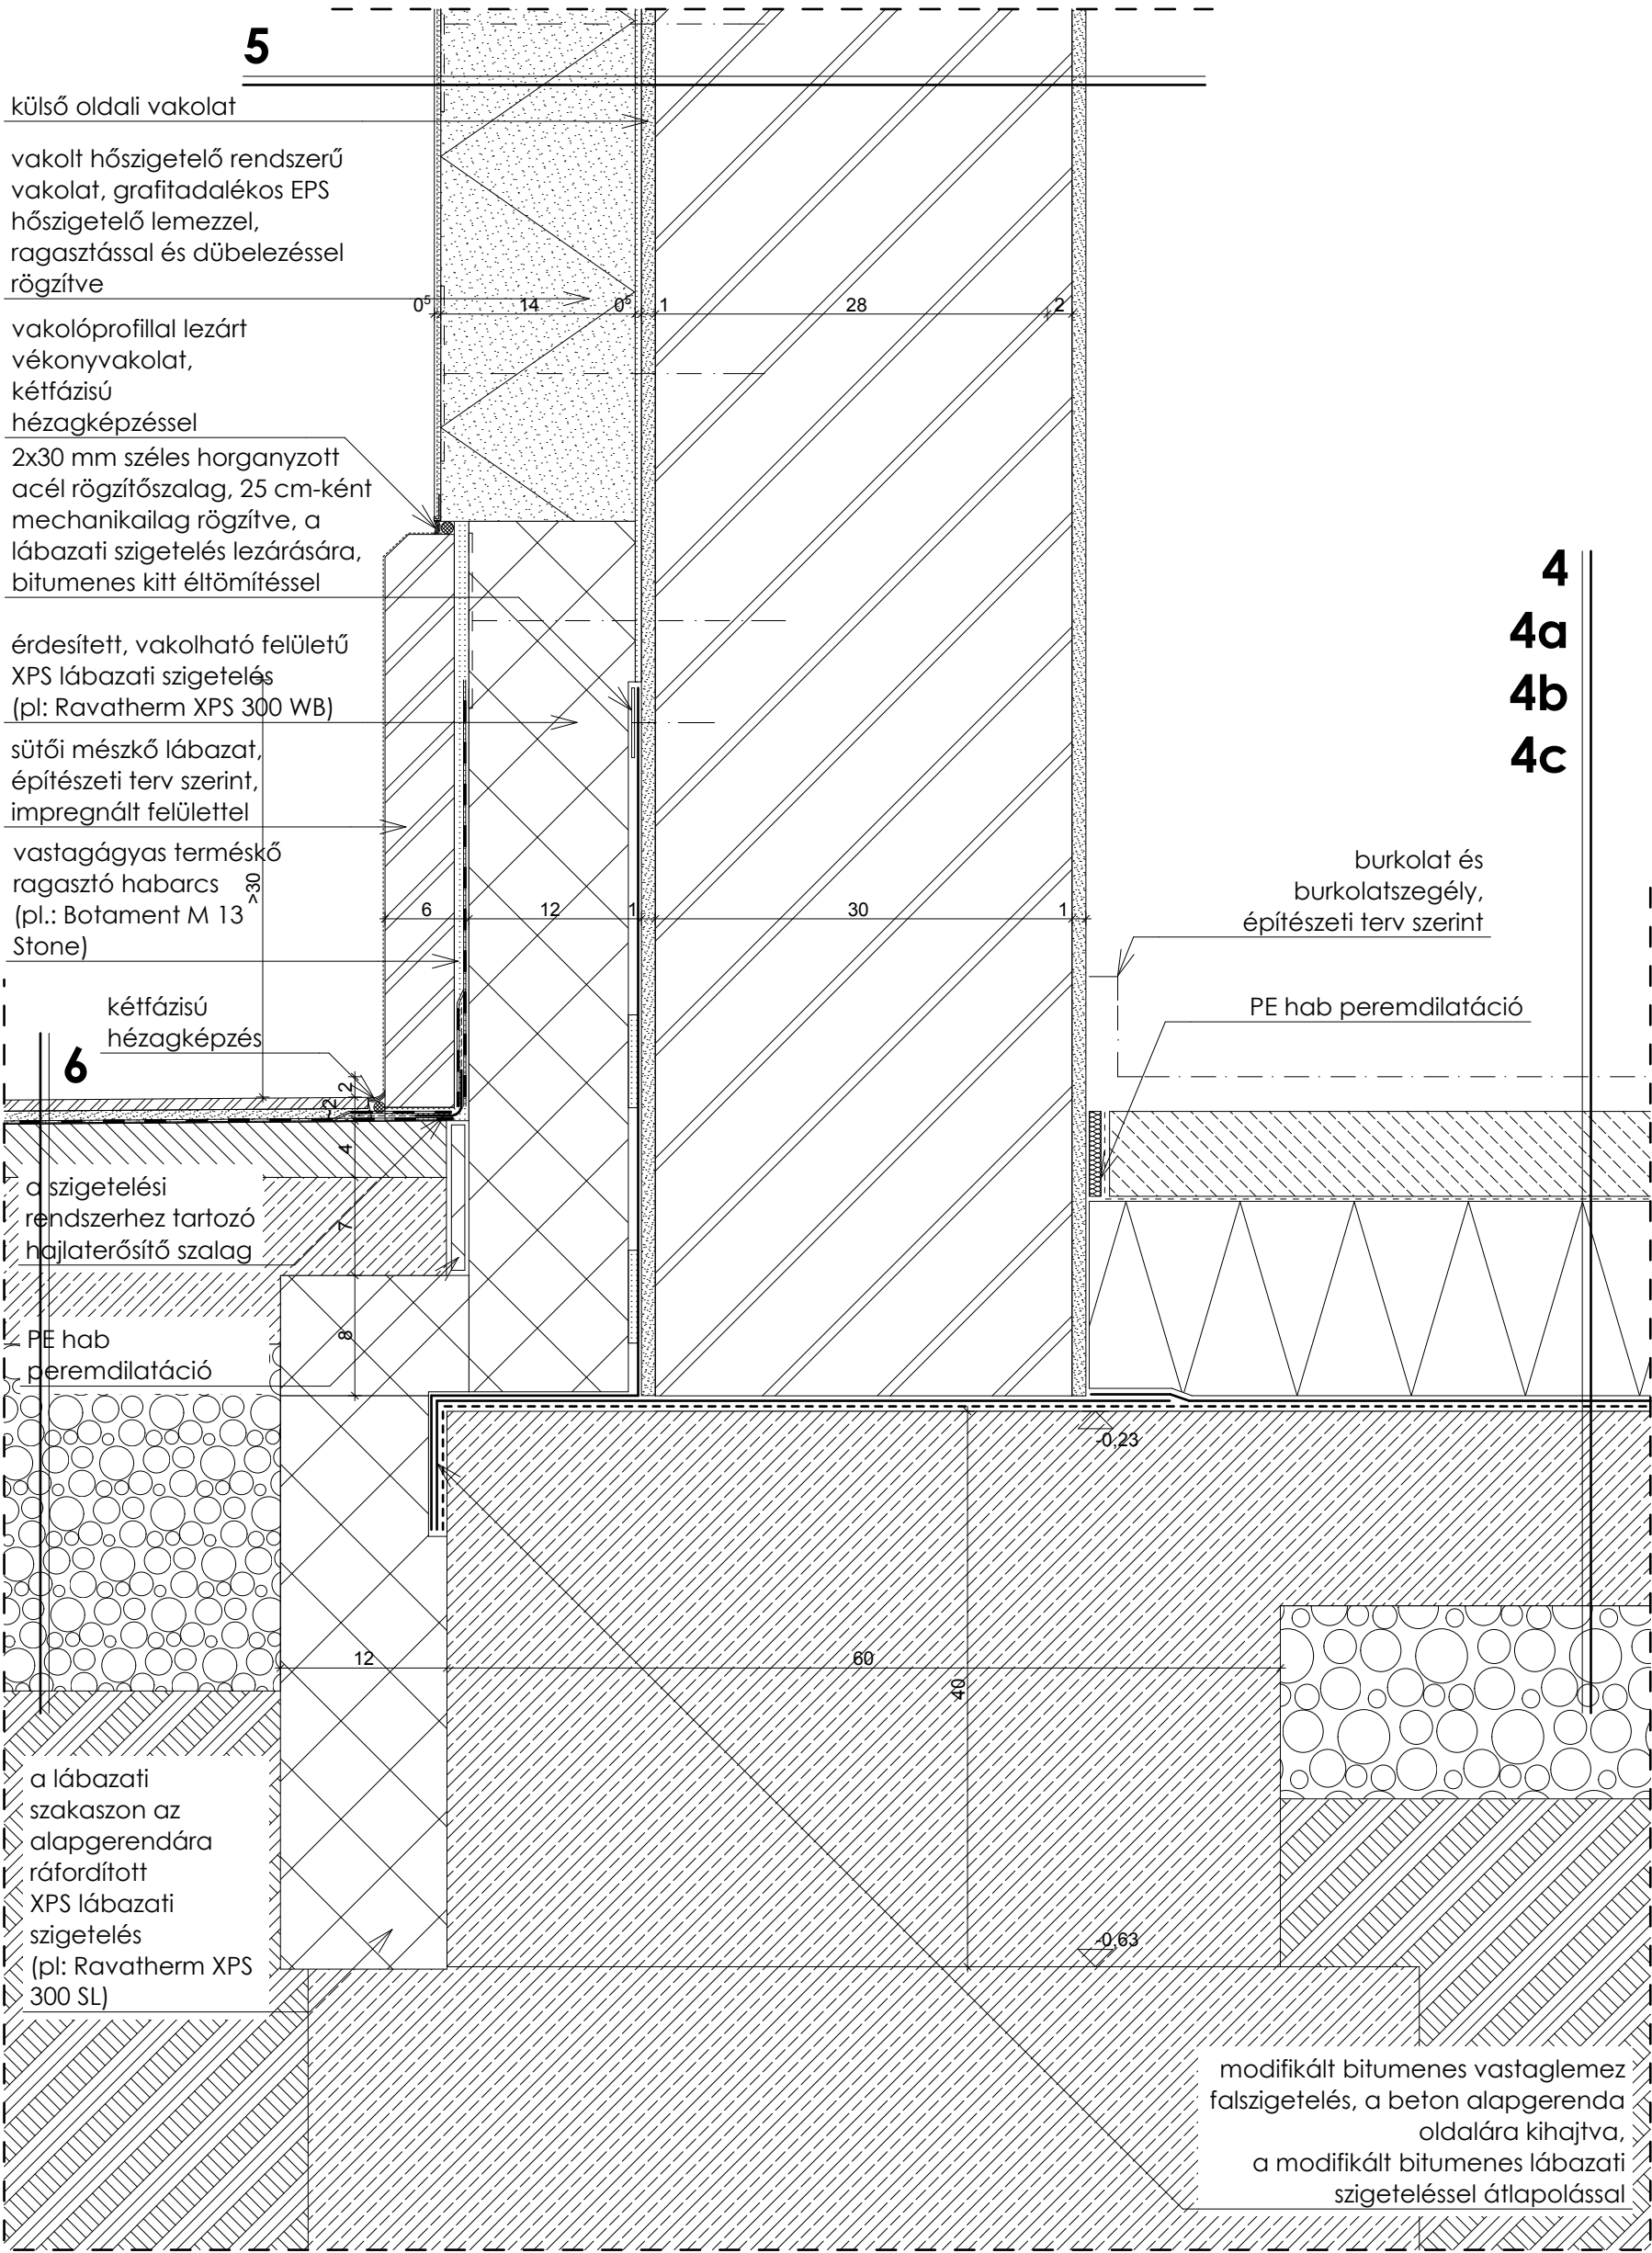 5
külső oldali vakolat
vakolt hőszigetelő rendszerű
vakolat, grafitadalékos EPS
hőszigetelő lemezzel,
ragasztással és dübelezéssel
rögzítve
0⁵ 14 0⁵ 1 28 2
vakolóprofillal lezárt
vékonyvakolat,
kétfázisú
hézagképzéssel
2x30 mm széles horganyzott
acél rögzítőszalag, 25 cm-ként
mechanikailag rögzítve, a
lábazati szigetelés lezárására,
bitumenes kitt éltömítéssel
4
4a
4b
4c
érdesített, vakolható felületű
XPS lábazati szigetelés
(pl: Ravatherm XPS 300 WB)
sütői mészkő lábazat,
építészeti terv szerint,
impregnált felülettel
vastagágyas terméskő
ragasztó habarcs
(pl.: Botament M 13
Stone)
>30
6 12 1 30 1
burkolat és
burkolatszegély,
építészeti terv szerint
PE hab peremdilatáció
kétfázisú
hézagképzés
6
2
~2
4
7
8
a szigetelési
rendszerhez tartozó
hajlaterősítő szalag
PE hab
peremdilatáció
-0,23
12 60
40
a lábazati
szakaszon az
alapgerendára
ráfordított
XPS lábazati
szigetelés
(pl: Ravatherm XPS
300 SL)
-0,63
modifikált bitumenes vastaglemez
falszigetelés, a beton alapgerenda
oldalára kihajtva,
a modifikált bitumenes lábazati
szigeteléssel átlapolással